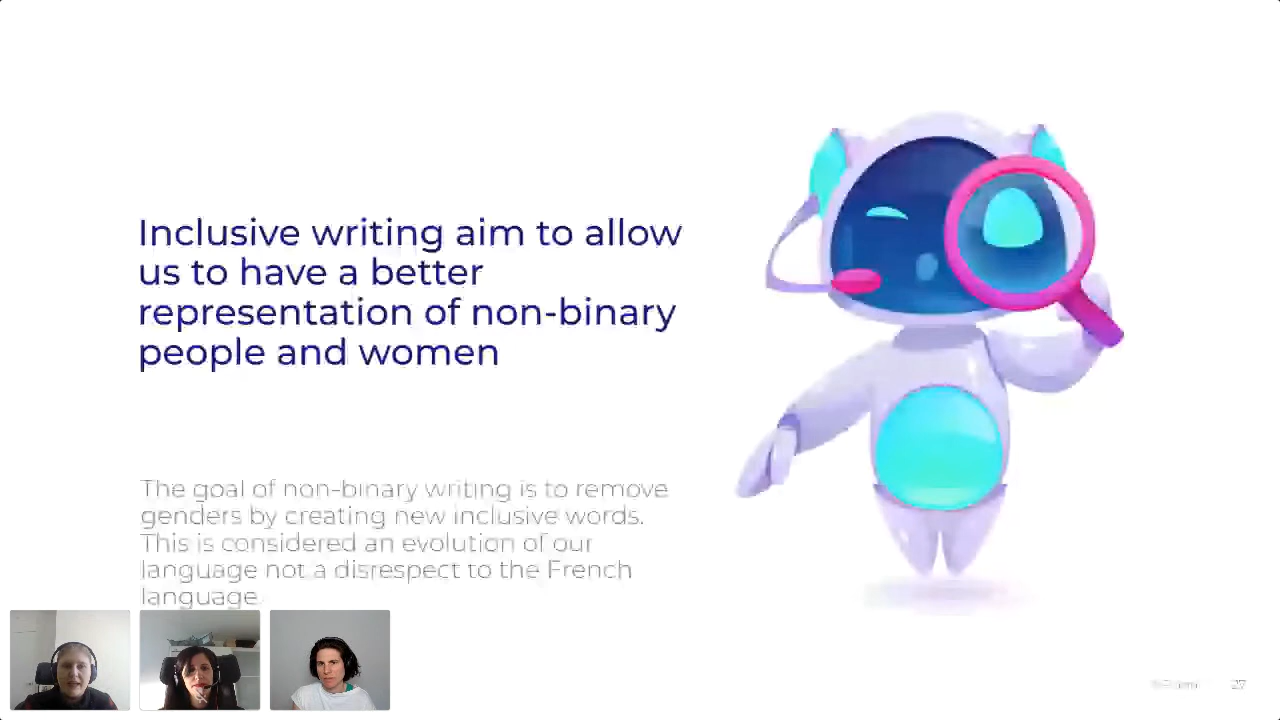 Inclusive writing aim to allow
us to have a better
representation of non-binary
people and women
The goal of non-binary writing is to remove
genders by creating new inclusive words.
This is considered an evolution of our
language not a disrespect to the French
language
27